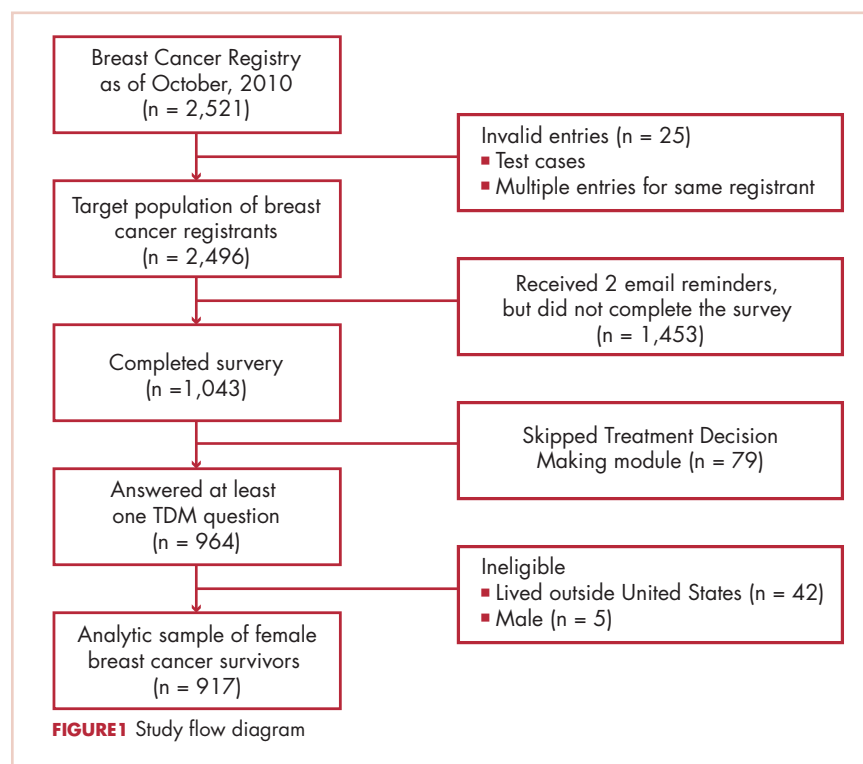 Breast Cancer Registry
as of October, 2010
(n = 2,521)
Invalid entries (n = 25)
▪ Test cases
▪ Multiple entries for same registrant
Target population of breast
cancer registrants
(n = 2,496)
Received 2 email reminders,
but did not complete the survey
(n = 1,453)
Completed survery
(n =1,043)
Skipped Treatment Decision
Making module (n = 79)
Answered at least
one TDM question
(n = 964)
Ineligible
▪ Lived outside United States (n = 42)
▪ Male (n = 5)
Analytic sample of female
breast cancer survivors
(n = 917)
FIGURE1 Study flow diagram